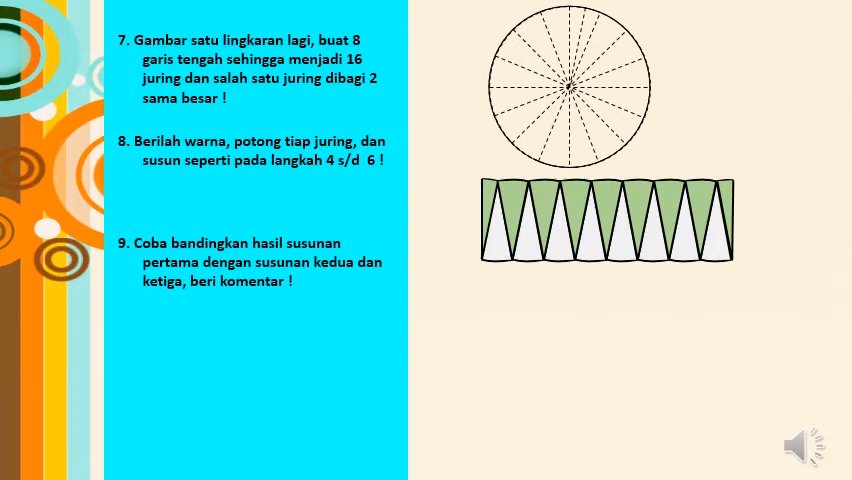 7. Gambar satu lingkaran lagi, buat 8
garis tengah sehingga menjadi 16
juring dan salah satu juring dibagi 2
sama besar !
8. Berilah warna, potong tiap juring, dan
susun seperti pada langkah 4 s/d 6 !
9. Coba bandingkan hasil susunan
pertama dengan susunan kedua dan
ketiga, beri komentar !